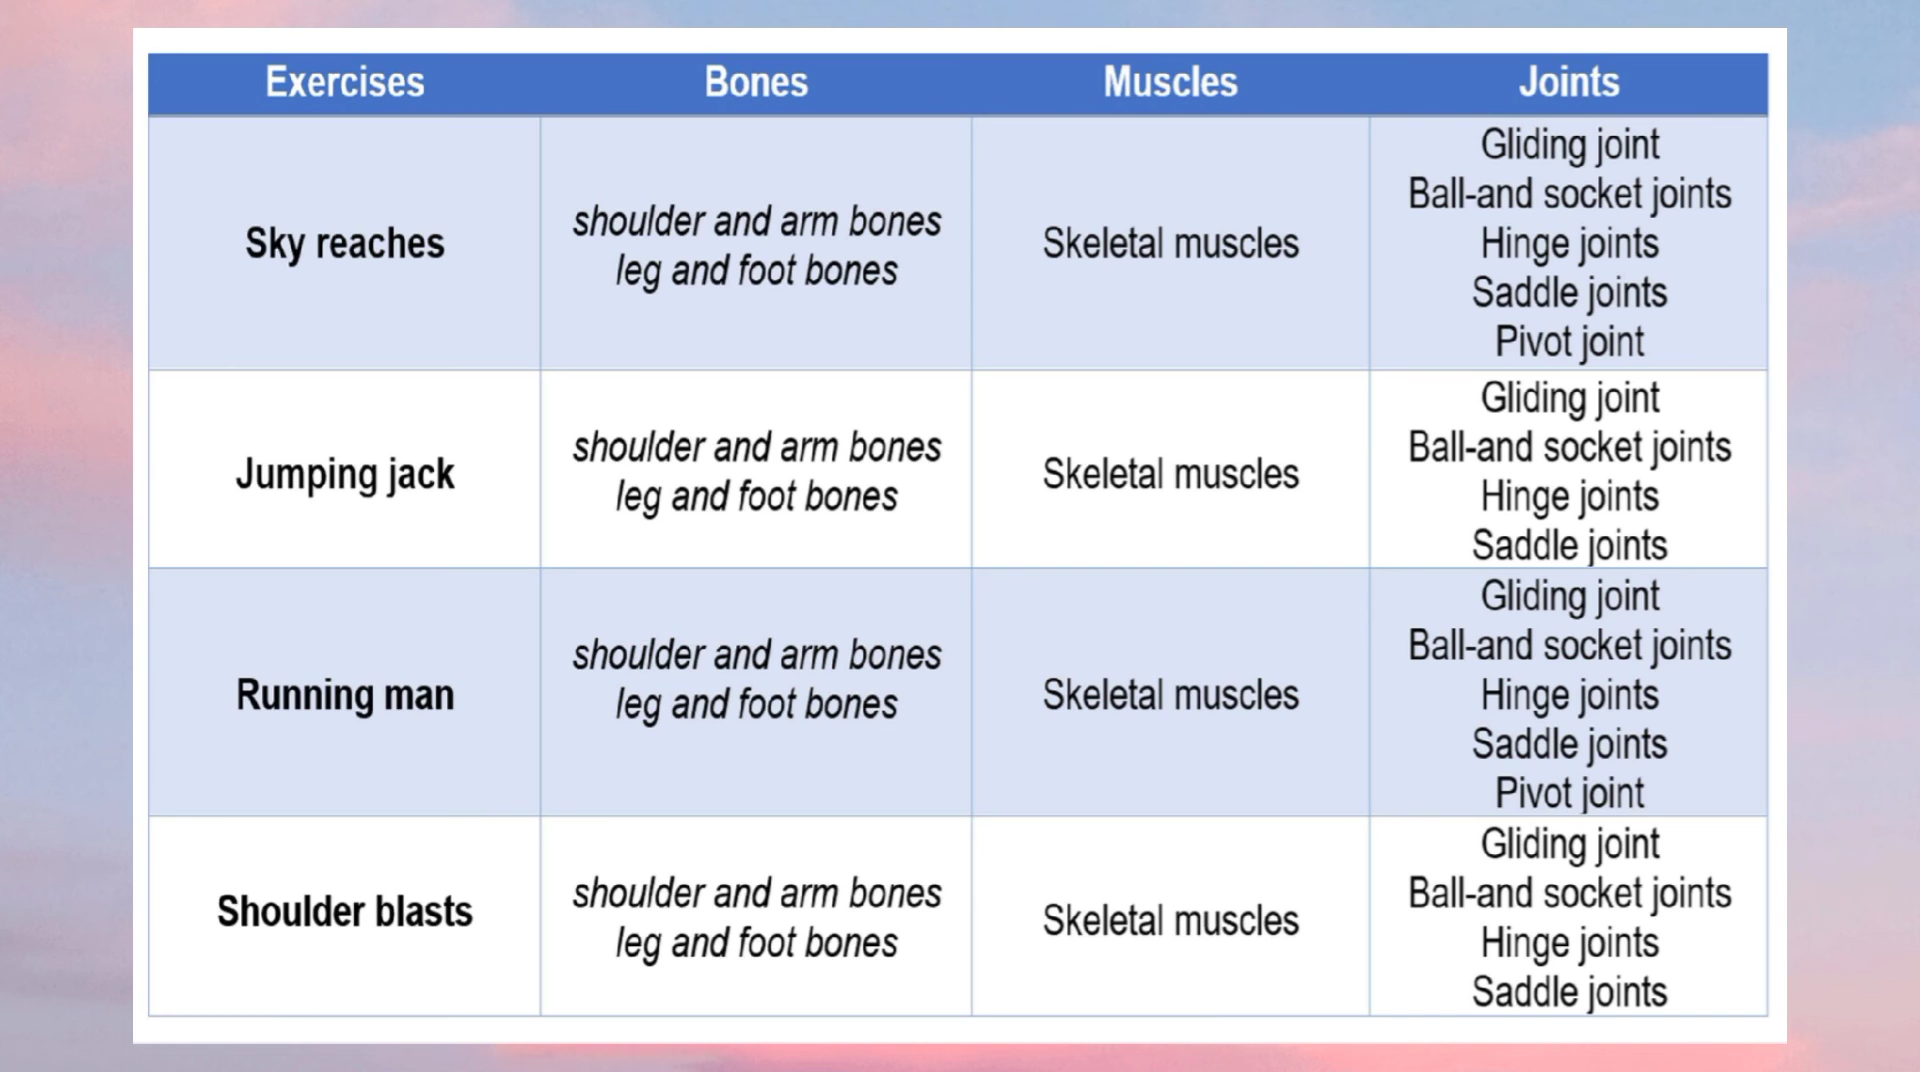 Exercises Bones Muscles Joints
Sky reaches
shoulder and arm bones
leg and foot bones
Skeletal muscles
Gliding joint
Ball-and socket joints
Hinge joints
Saddle joints
Pivot joint
Jumping jack
shoulder and arm bones
leg and foot bones
Skeletal muscles
Gliding joint
Ball-and socket joints
Hinge joints
Saddle joints
Running man
shoulder and arm bones
leg and foot bones
Skeletal muscles
Gliding joint
Ball-and socket joints
Hinge joints
Saddle joints
Pivot joint
Shoulder blasts
shoulder and arm bones
leg and foot bones
Skeletal muscles
Gliding joint
Ball-and socket joints
Hinge joints
Saddle joints